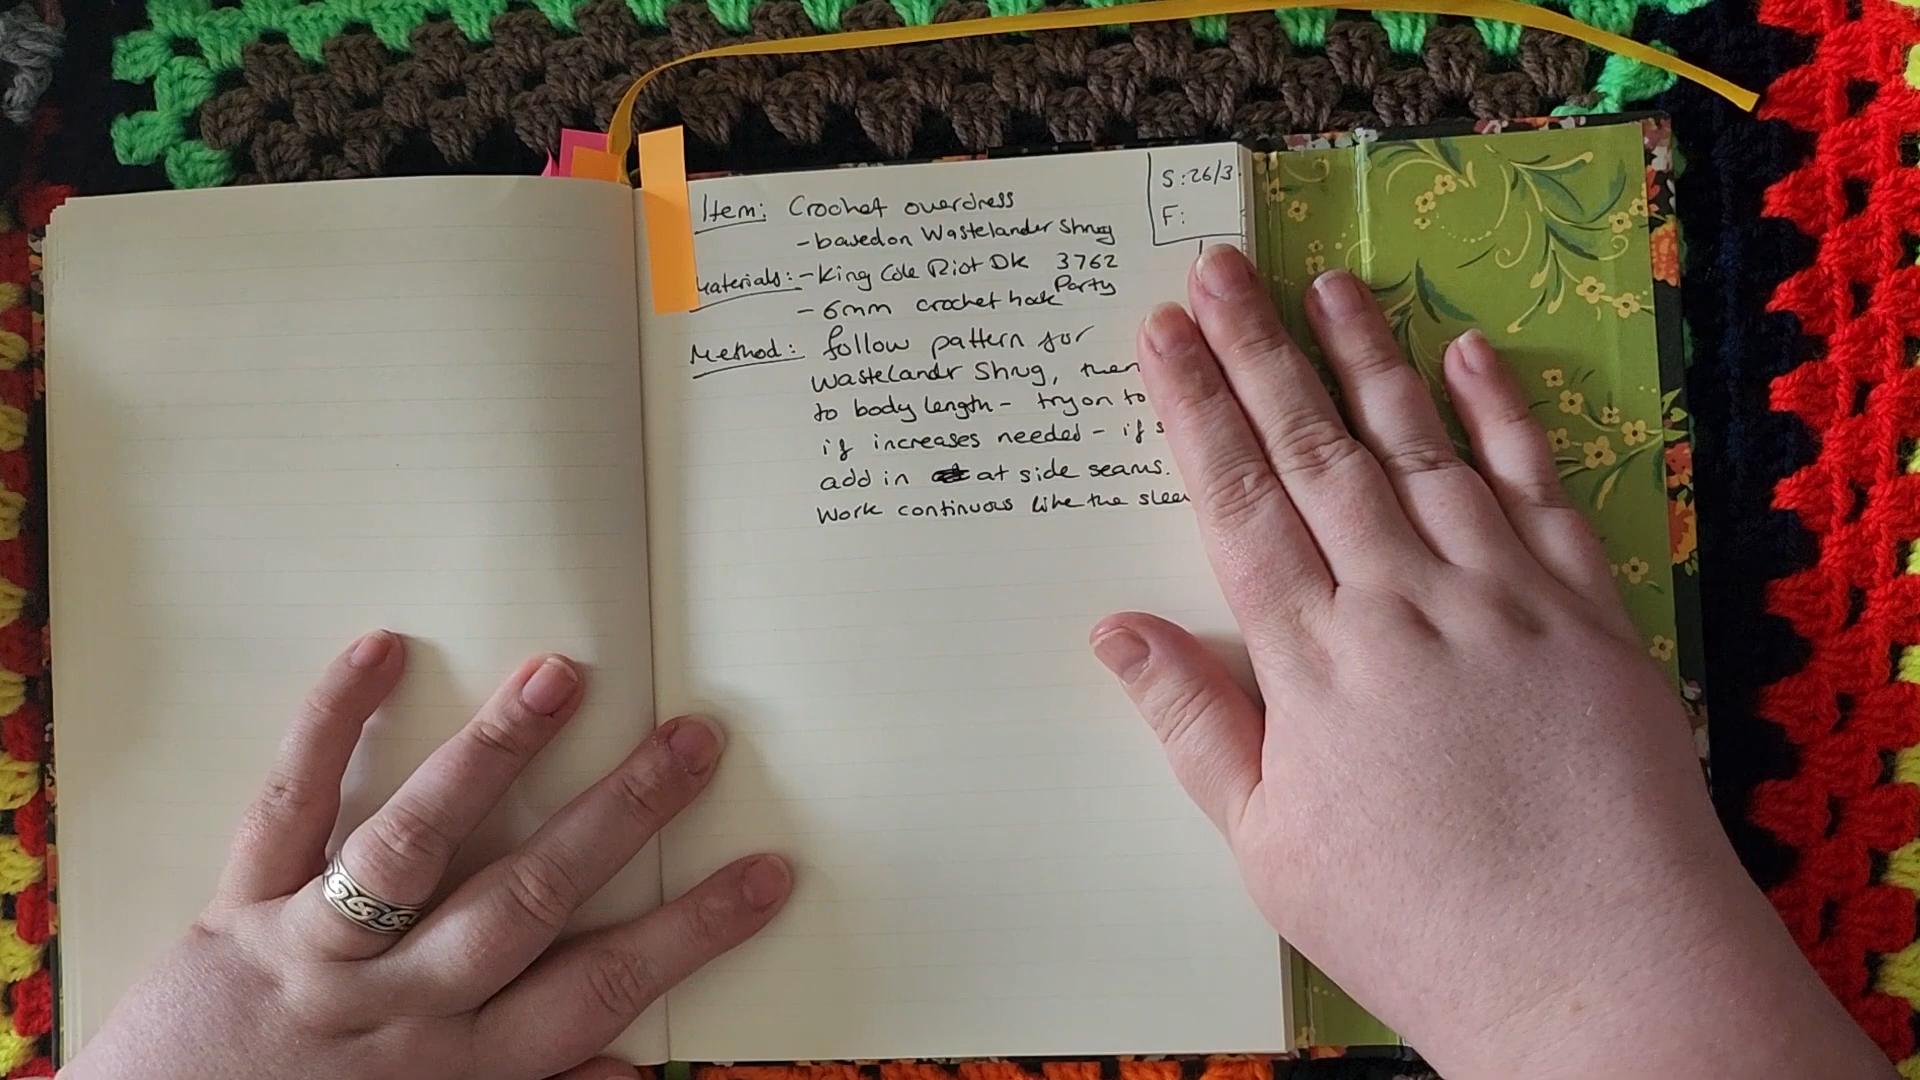 S:26/3
F:
Item: Crochet overdress
- based on Wastelander Shrug
Materials: - King Cole Riot DK 3762
Party
- 6mm crochet hook
Method: follow pattern for
Wastelander Shrug, then
to body length - try on to
if increases needed - if s
add in at side seams.
Work continuous like the slee